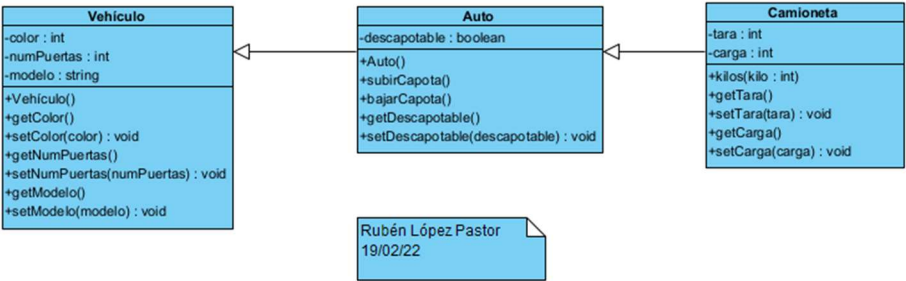 Vehículo
-color : int
-numPuertas : int
-modelo : string
+Vehículo()
+getColor()
+setColor(color) : void
+getNumPuertas()
+setNumPuertas(numPuertas) : void
+getModelo()
+setModelo(modelo) : void
Auto
-descapotable : boolean
+Auto()
+subirCapota()
+bajarCapota()
+getDescapotable()
+setDescapotable(descapotable) : void
Camioneta
-tara : int
-carga : int
+kilos(kilo : int)
+getTara()
+setTara(tara) : void
+getCarga()
+setCarga(carga) : void
Rubén López Pastor
19/02/22